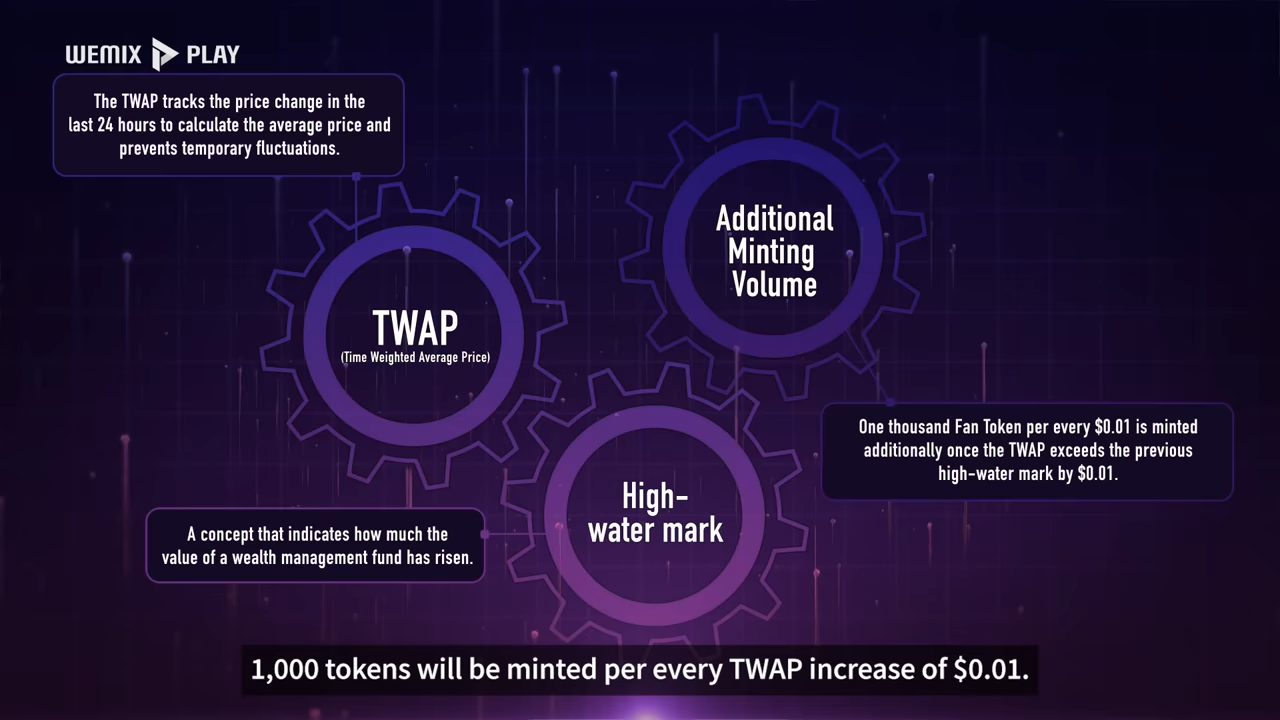 WEMIX PLAY
The TWAP tracks the price change in the
last 24 hours to calculate the average price and
prevents temporary fluctuations.
Additional
Minting
Volume
TWAP
(Time Weighted Average Price)
One thousand Fan Token per every $0.01 is minted
additionally once the TWAP exceeds the previous
high-water mark by $0.01.
High-
water mark
A concept that indicates how much the
value of a wealth management fund has risen.
1,000 tokens will be minted per every TWAP increase of $0.01.